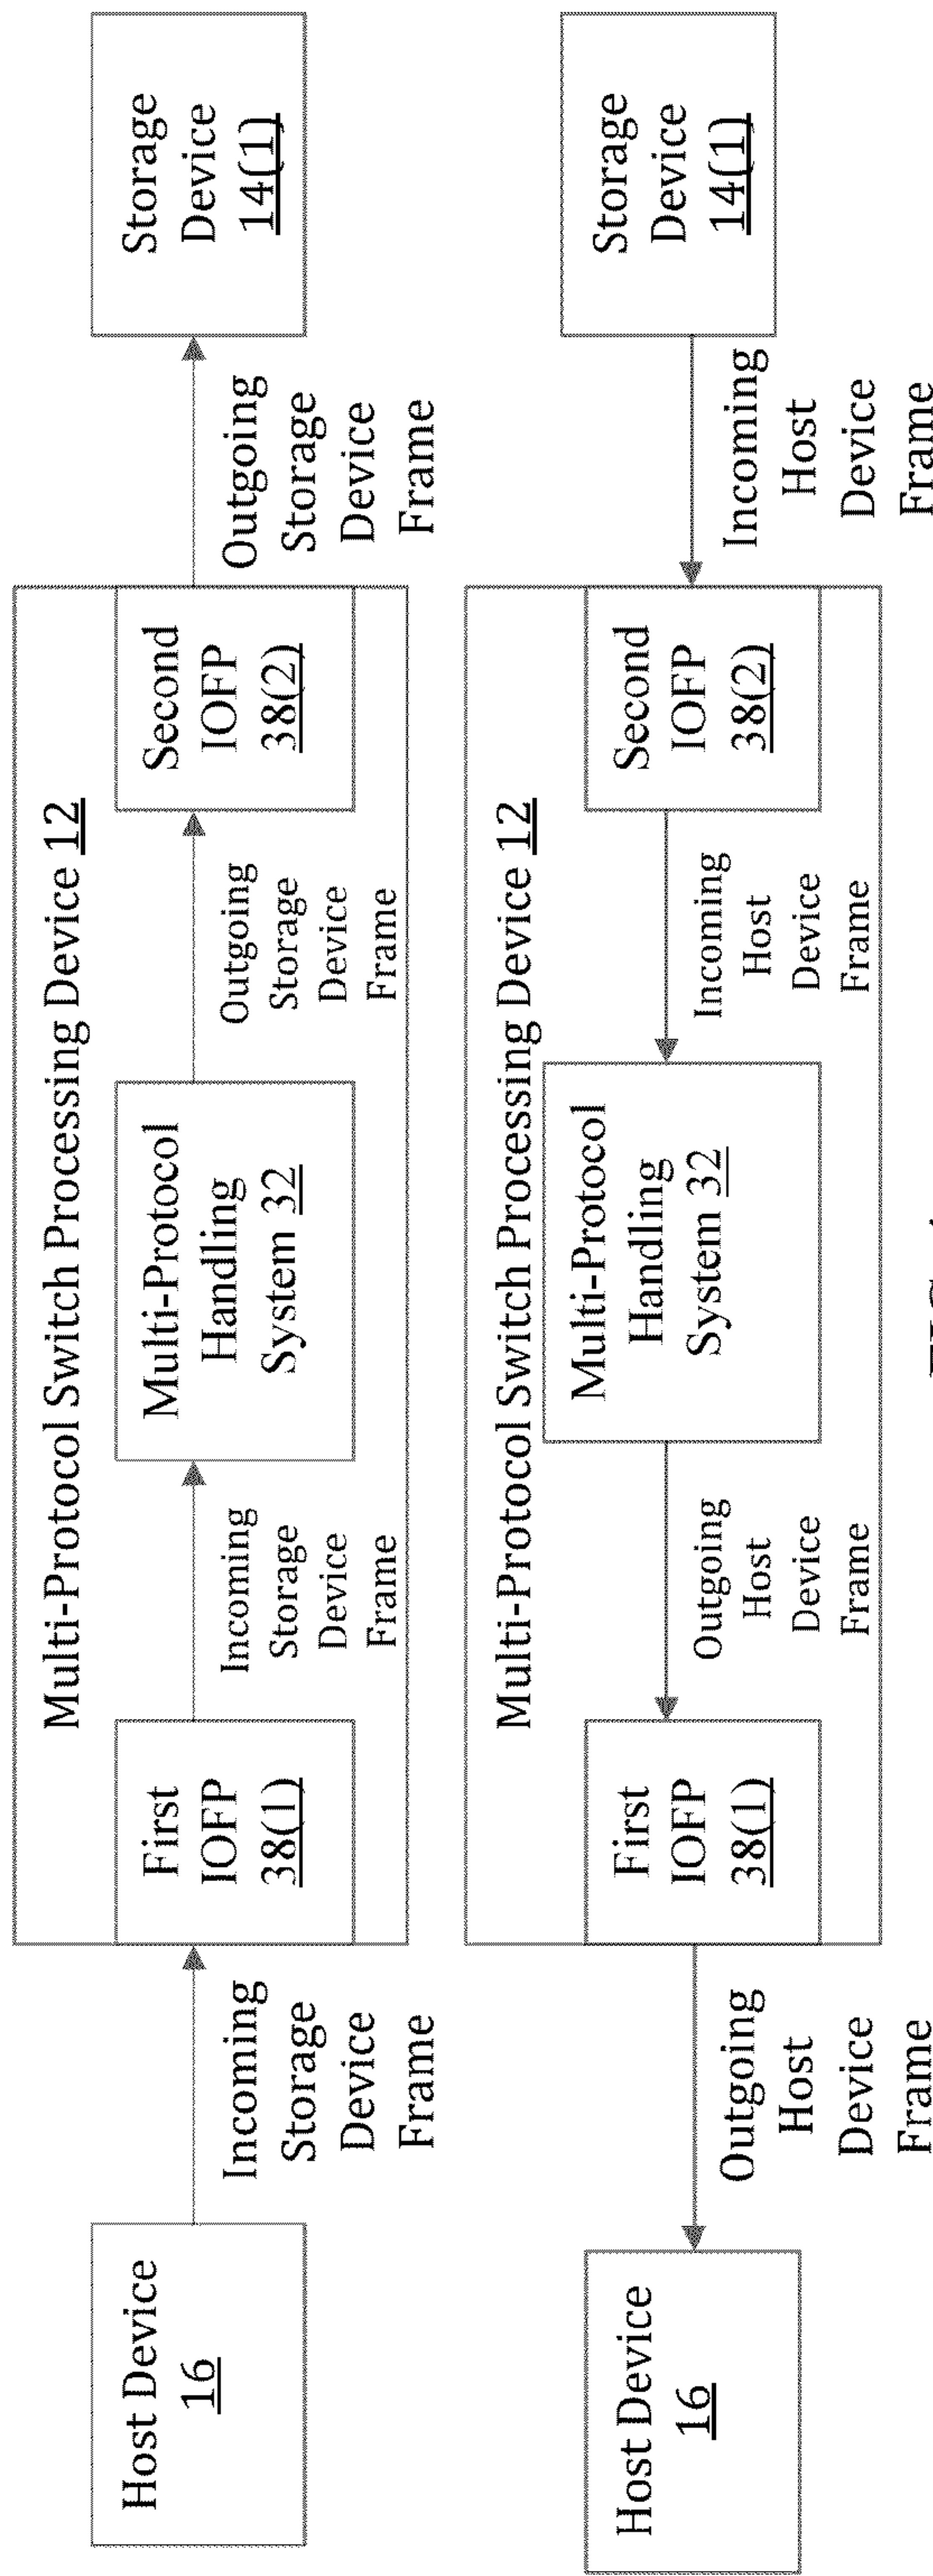 Multi-Protocol Switch Processing Device 12
Host Device
16
Incoming
Storage
Device
Frame
First
IOFP
38(1)
Incoming
Storage
Device
Frame
Multi-Protocol
Handling
System 32
Outgoing
Storage
Device
Frame
Second
IOFP
38(2)
Outgoing
Storage
Device
Frame
Storage
Device
14(1)
Multi-Protocol Switch Processing Device 12
Host Device
16
Outgoing
Host
Device
Frame
First
IOFP
38(1)
Outgoing
Host
Device
Frame
Multi-Protocol
Handling
System 32
Incoming
Host
Device
Frame
Second
IOFP
38(2)
Incoming
Host
Device
Frame
Storage
Device
14(1)